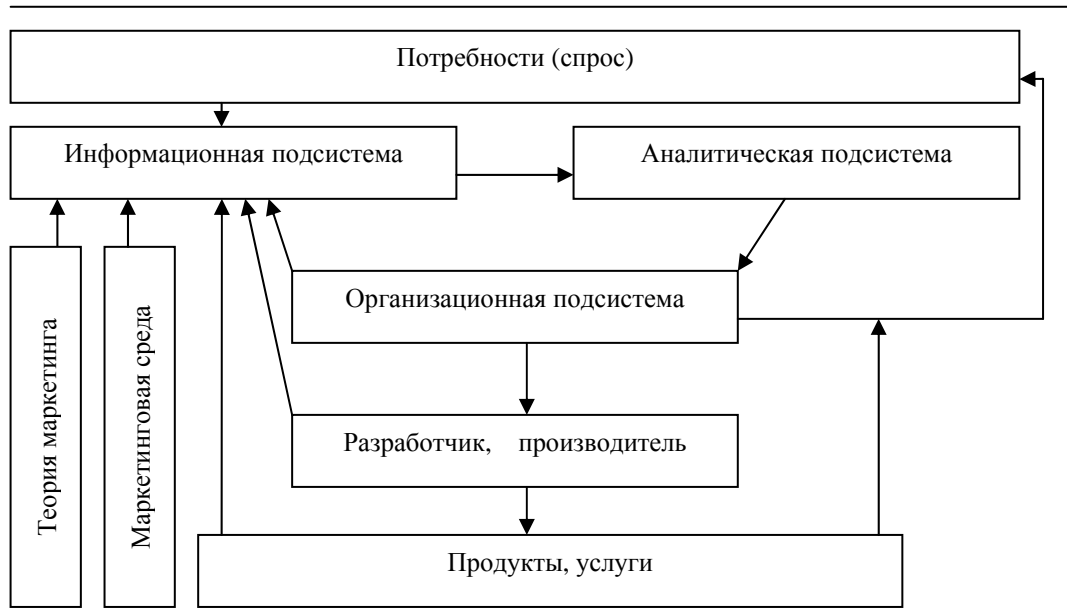 Потребности (спрос)
Информационная подсистема
Аналитическая подсистема
Организационная подсистема
Теория маркетинга
Маркетинговая среда
Разработчик, производитель
Продукты, услуги